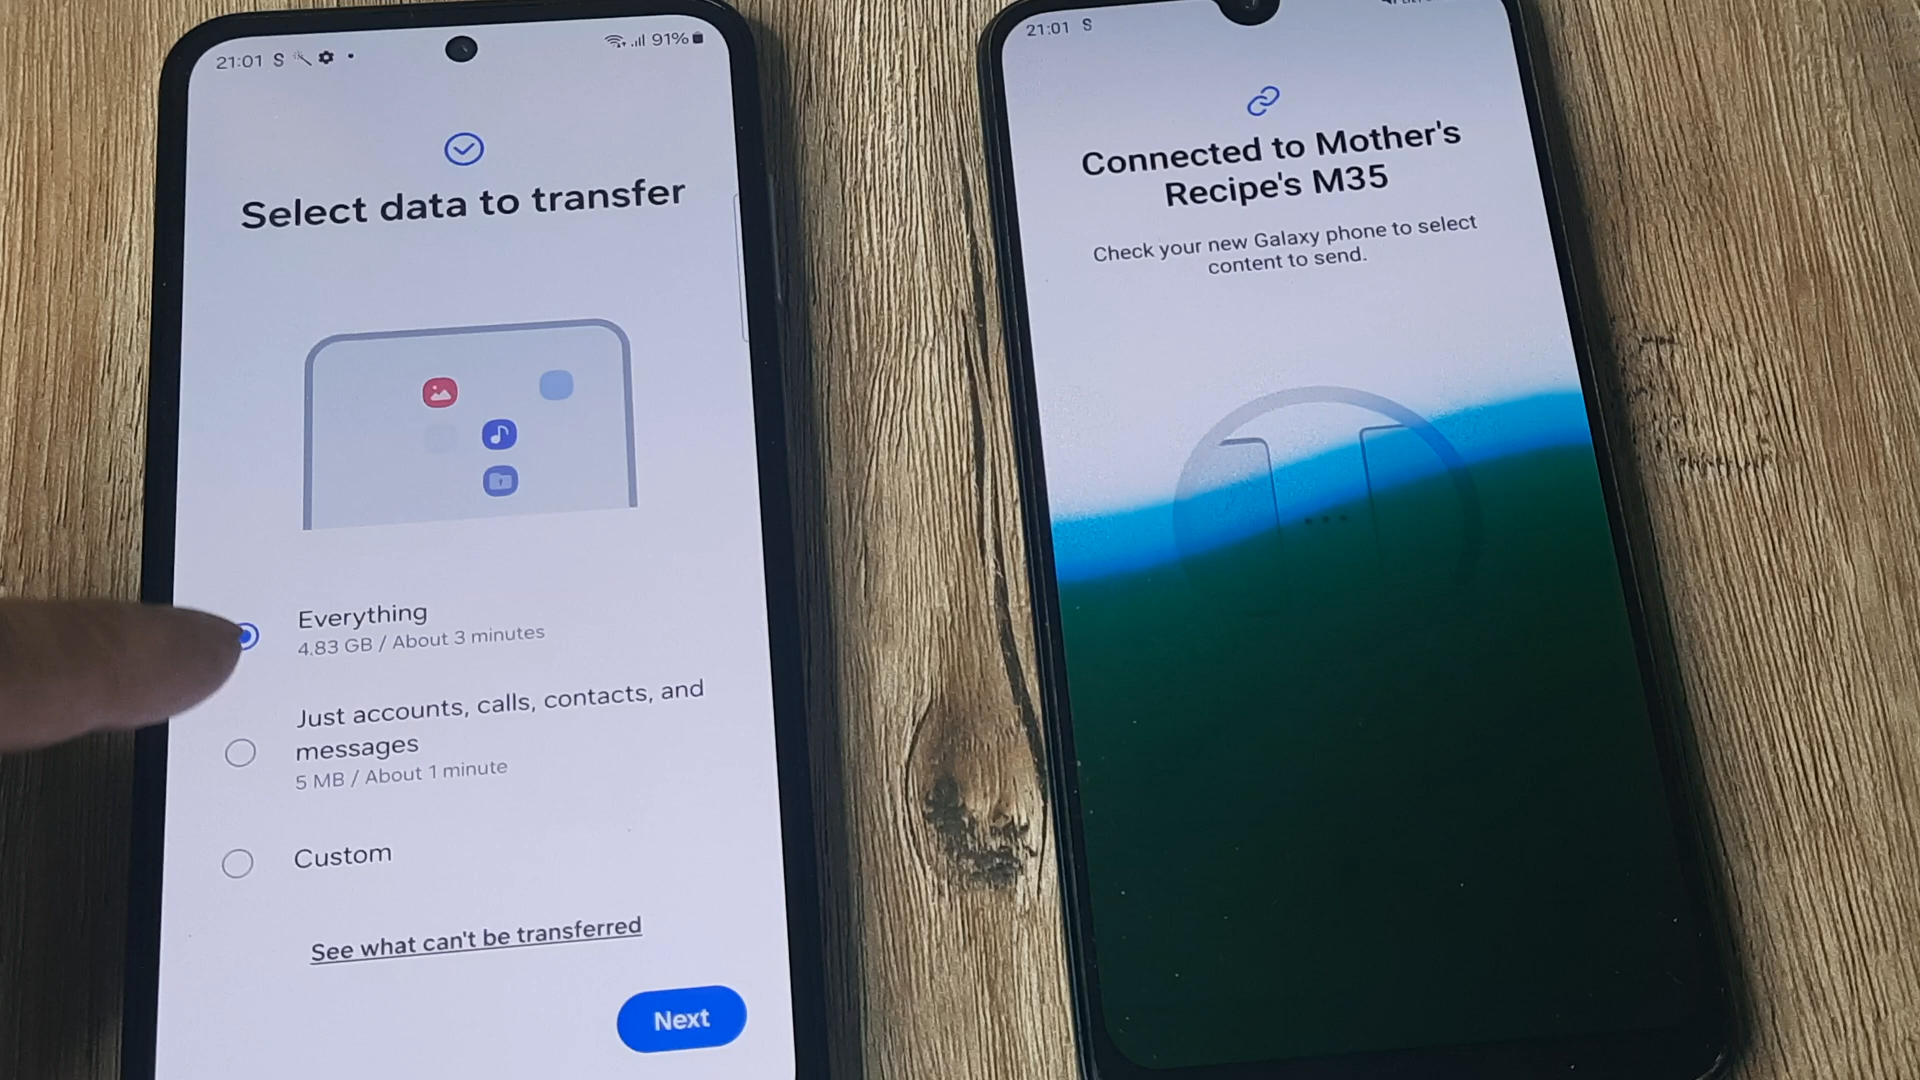 21:01 S
91%
Select data to transfer
Everything
4.83 GB / About 3 minutes
Just accounts, calls, contacts, and
messages
5 MB / About 1 minute
Custom
See what can't be transferred
Next
21:01 S
Connected to Mother's
Recipe's M35
Check your new Galaxy phone to select
content to send.